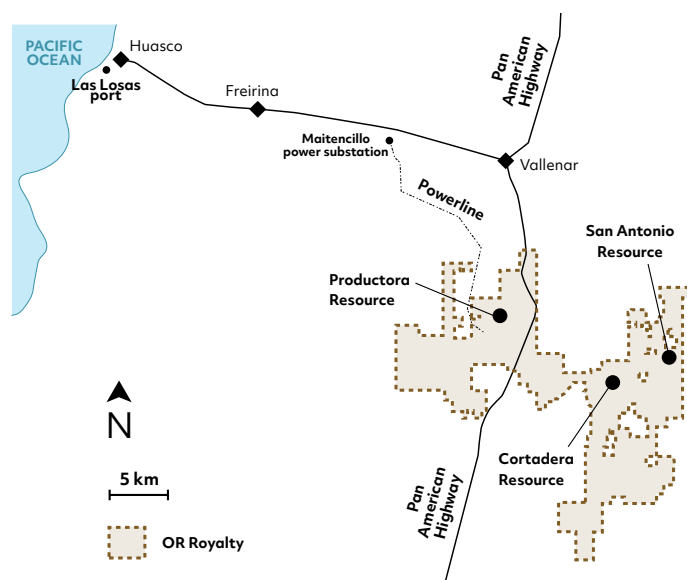 PACIFIC
OCEAN
Huasco
Las Losas
port
Freirina
Pan
American
Highway
Maitencillo
power substation
Vallenar
Powerline
San Antonio
Resource
Productora
Resource
N
Cortadera
Resource
5 km
Pan
American
Highway
OR Royalty